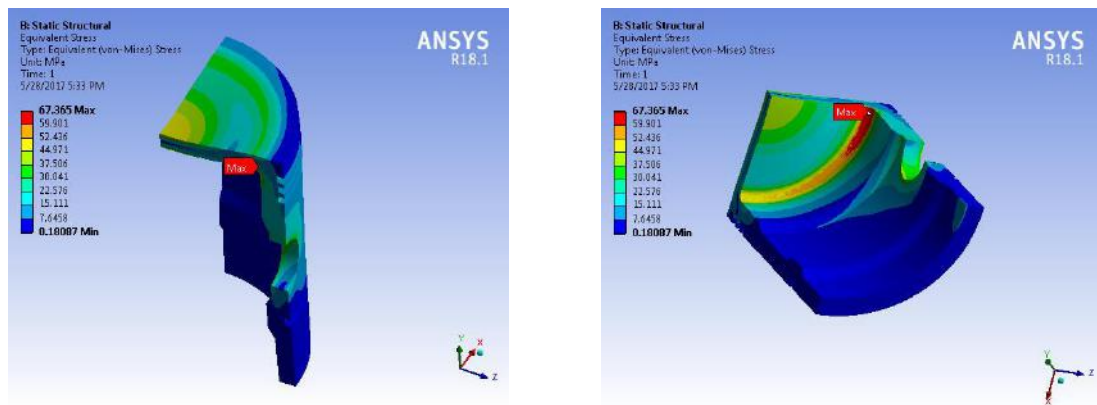 B: Static Structural
Equivalent Stress
Type: Equivalent (von-Mises) Stress
Unit: MPa
Time: 1
5/28/2017 5:33 PM
ANSYS
R18.1
67.365 Max
59.901
52.436
44.971
37.506
30.041
22.576
15.111
7.6458
0.18087 Min
Max
Y
X
Z
B: Static Structural
Equivalent Stress
Type: Equivalent (von-Mises) Stress
Unit: MPa
Time: 1
5/28/2017 5:33 PM
ANSYS
R18.1
67.365 Max
59.901
52.436
44.971
37.506
30.041
22.576
15.111
7.6458
0.18087 Min
Max
Y
Z
X